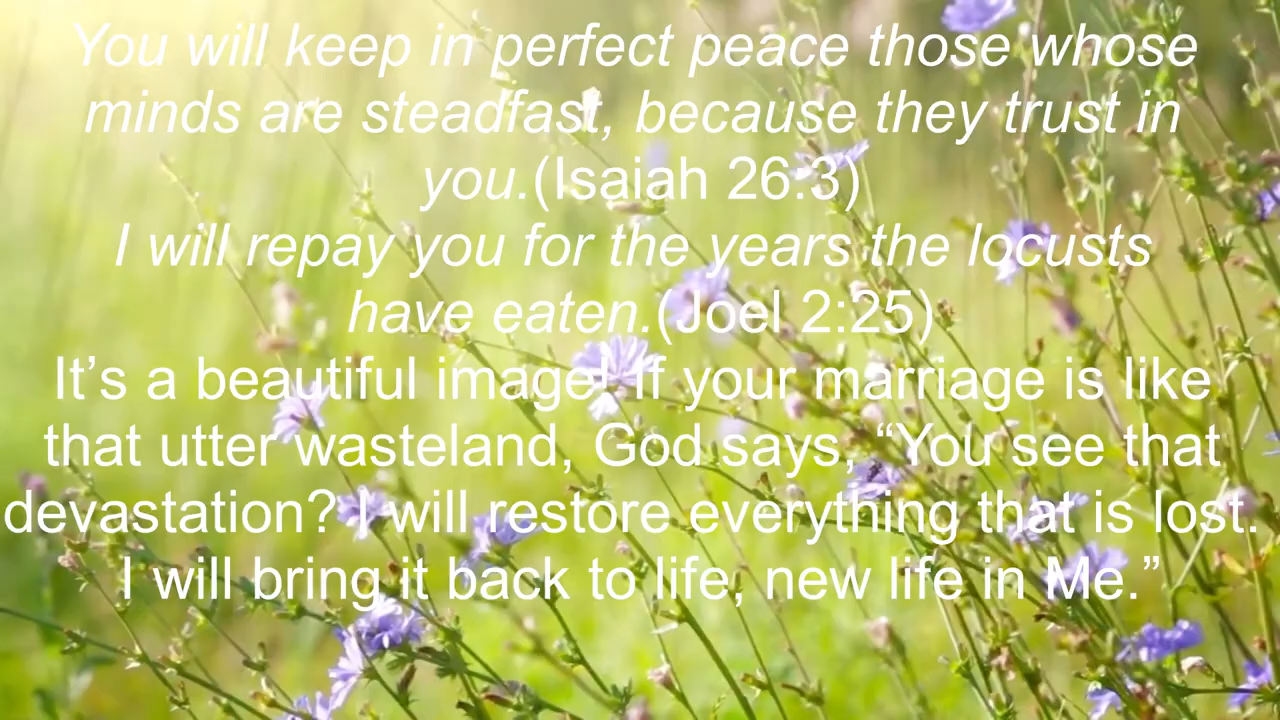 You will keep in perfect peace those whose
minds are steadfast, because they trust in
you.(Isaiah 26:3)
I will repay you for the years the locusts
have eaten.(Joel 2:25)
It’s a beautiful image! If your marriage is like
that utter wasteland, God says, “You see that
devastation? I will restore everything that is lost.
I will bring it back to life, new life in Me.”